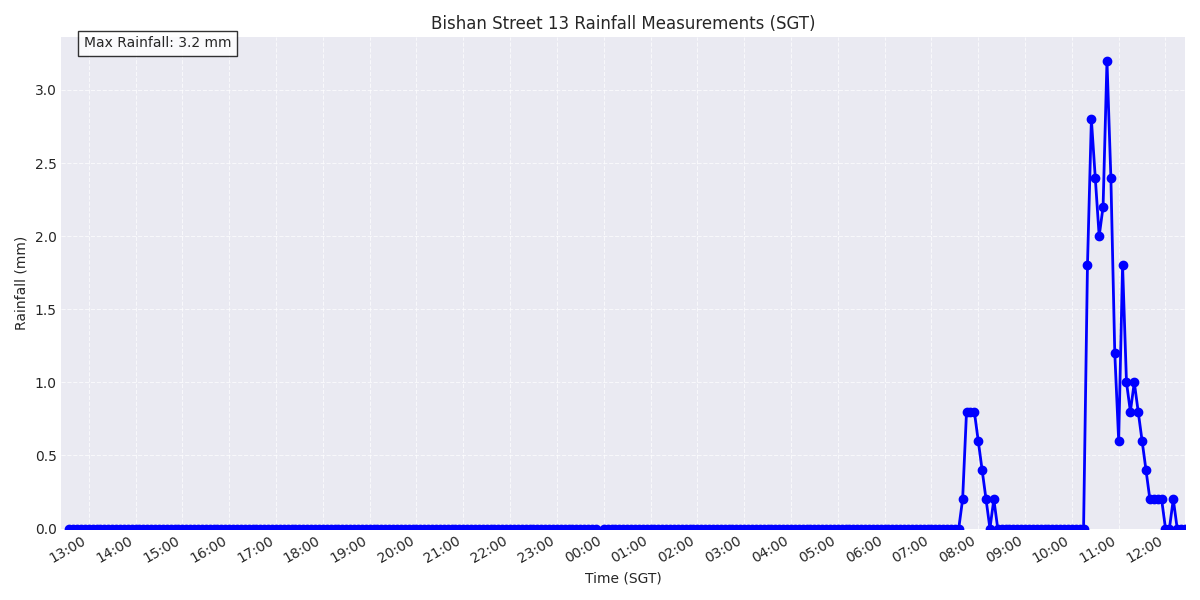 Bishan Street 13 Rainfall Measurements (SGT)
Max Rainfall: 3.2 mm
Rainfall (mm)
3.0
2.5
2.0
1.5
1.0
0.5
0.0
13:00 14:00 15:00 16:00 17:00 18:00 19:00 20:00 21:00 22:00 23:00 00:00 01:00 02:00 03:00 04:00 05:00 06:00 07:00 08:00 09:00 10:00 11:00 12:00
Time (SGT)